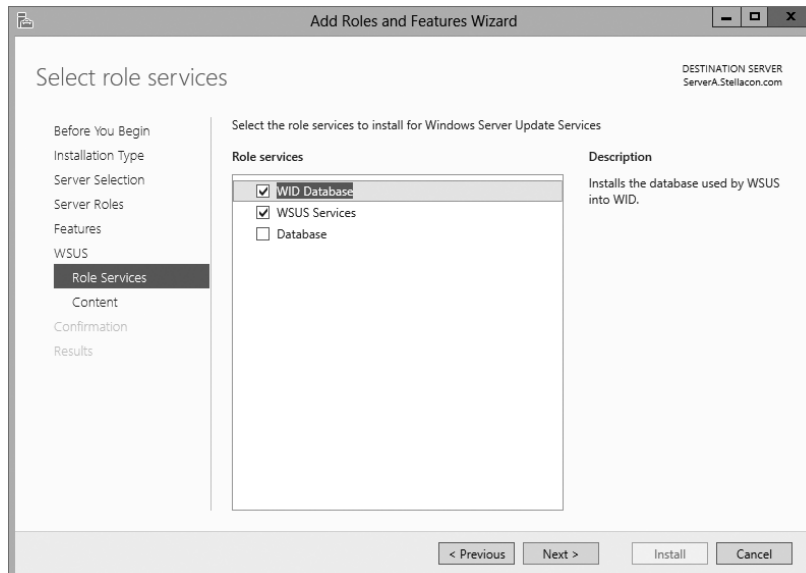 Add Roles and Features Wizard
Select role services
DESTINATION SERVER
ServerA.Stellacon.com
Before You Begin
Installation Type
Server Selection
Server Roles
Features
WSUS
Role Services
Content
Confirmation
Results
Select the role services to install for Windows Server Update Services
Role services
WID Database
WSUS Services
Database
Description
Installs the database used by WSUS
into WID.
< Previous
Next >
Install
Cancel